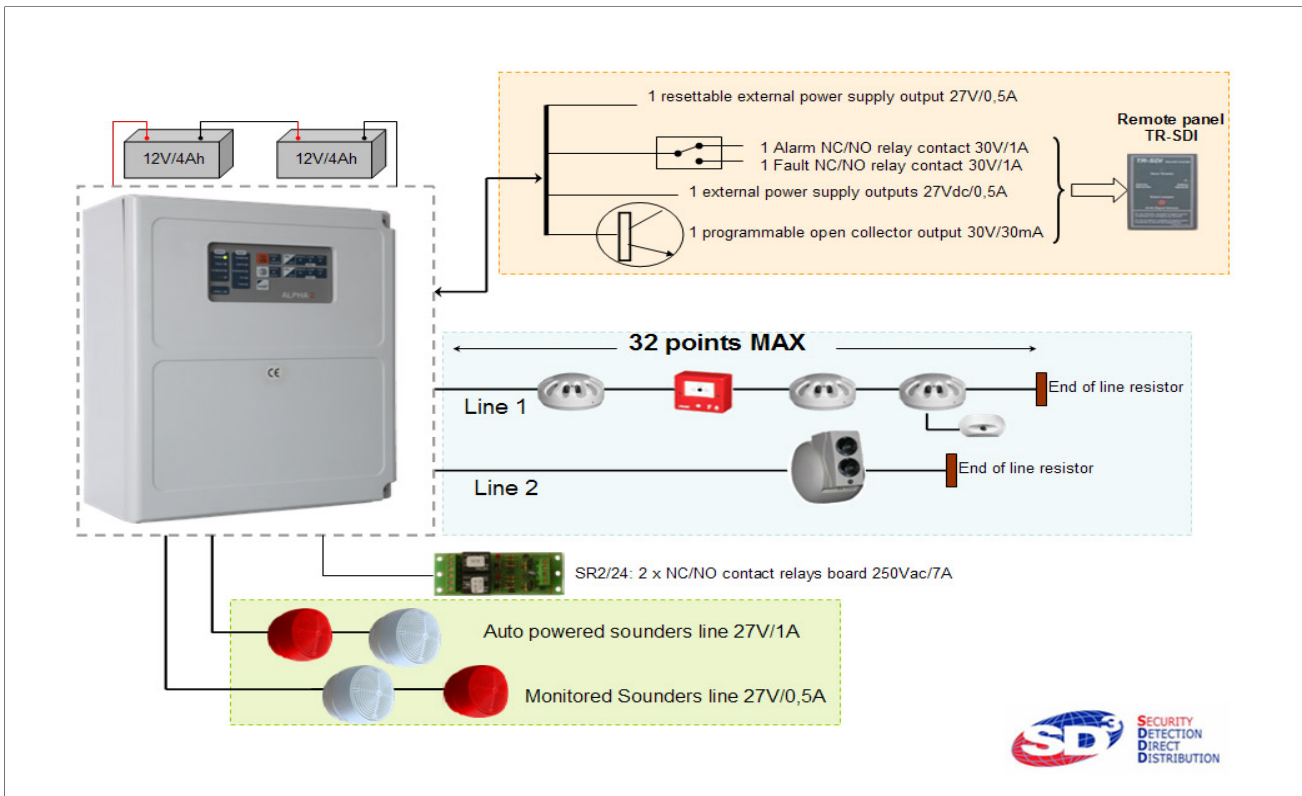 1 resettable external power supply output 27V/0,5A
Remote panel
TR-SDI
12V/4Ah
12V/4Ah
1 Alarm NC/NO relay contact 30V/1A
1 Fault NC/NO relay contact 30V/1A
TR-SDI
1 external power supply outputs 27Vdc/0,5A
1 programmable open collector output 30V/30mA
ALPHA 2
32 points MAX
CE
Line 1
End of line resistor
Line 2
End of line resistor
SR2/24: 2 x NC/NO contact relays board 250Vac/7A
Auto powered sounders line 27V/1A
Monitored Sounders line 27V/0,5A
SD3
SECURITY
DETECTION
DIRECT
DISTRIBUTION